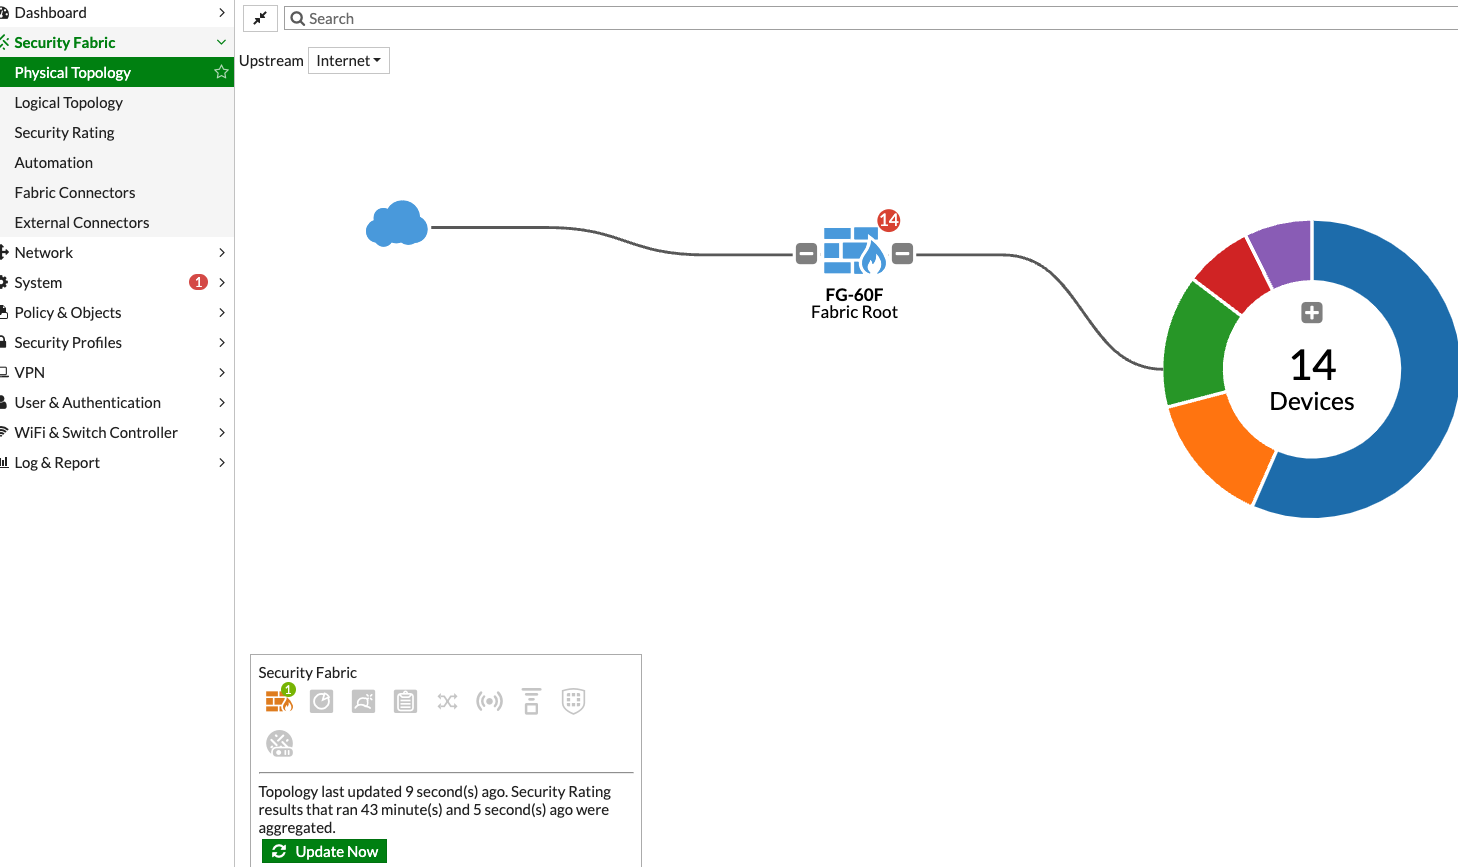 Dashboard
Security Fabric
Physical Topology
Logical Topology
Security Rating
Automation
Fabric Connectors
External Connectors
Network
System 1
Policy & Objects
Security Profiles
VPN
User & Authentication
WiFi & Switch Controller
Log & Report
Search
Upstream Internet
14
FG-60F
Fabric Root
14
Devices
Security Fabric
1
Topology last updated 9 second(s) ago. Security Rating
results that ran 43 minute(s) and 5 second(s) ago were
aggregated.
Update Now